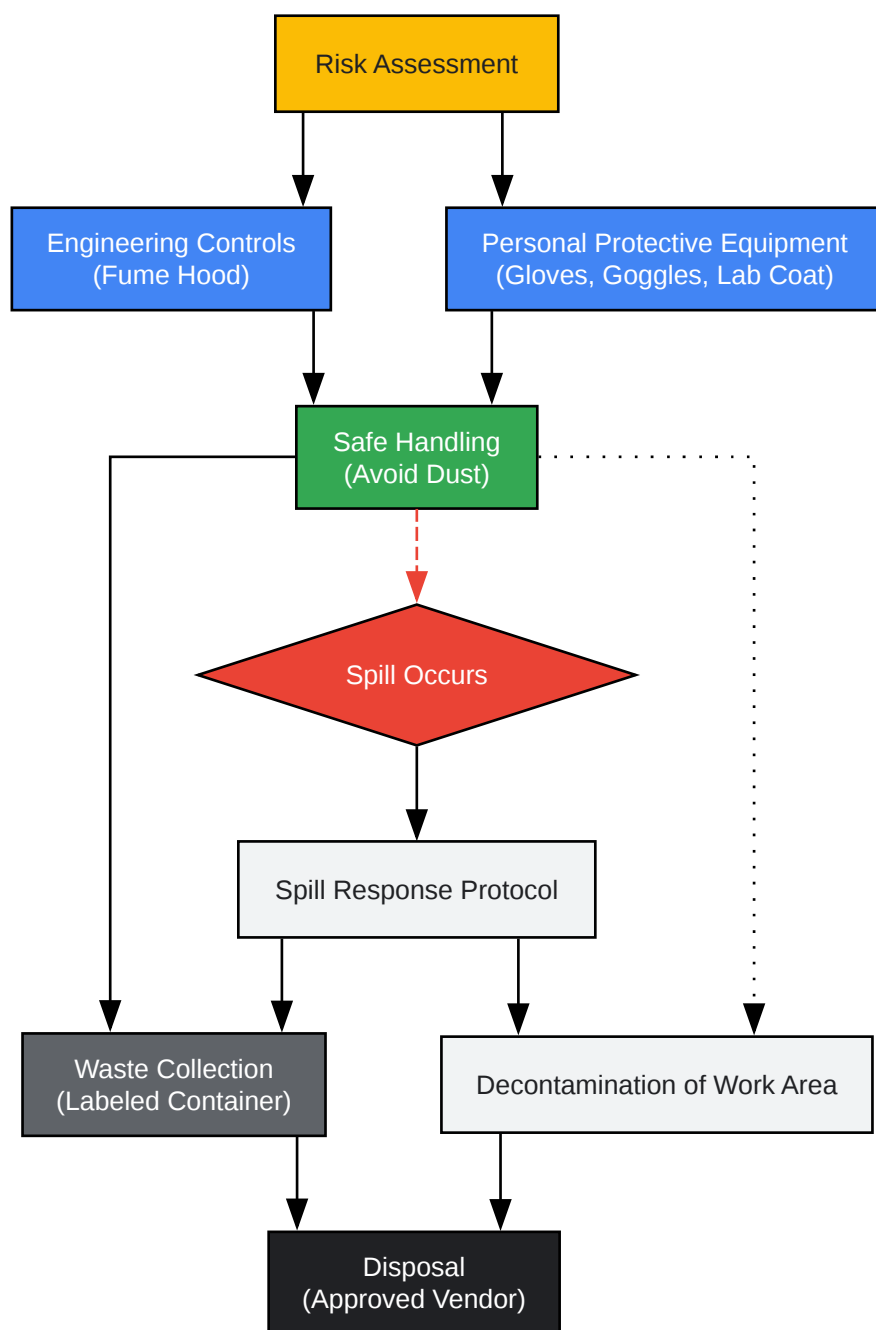 Risk Assessment
Engineering Controls
(Fume Hood)
Personal Protective Equipment
(Gloves, Goggles, Lab Coat)
Safe Handling
(Avoid Dust)
Spill Occurs
Spill Response Protocol
Waste Collection
(Labeled Container)
Decontamination of Work Area
Disposal
(Approved Vendor)